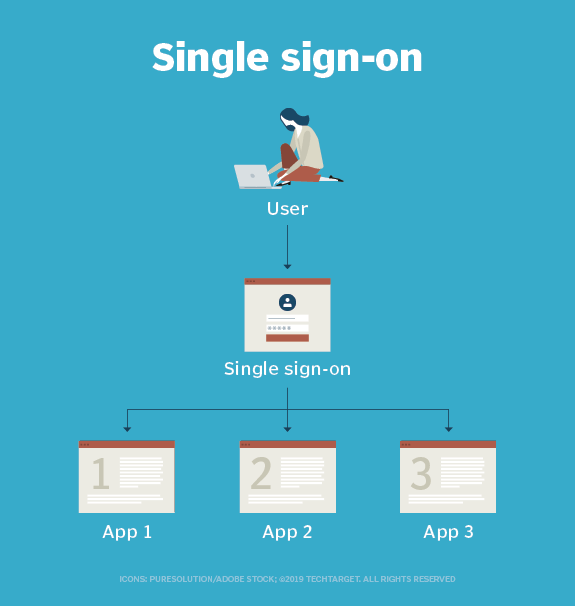 Single sign-on
User
Single sign-on
1
2
3
App 1
App 2
App 3
ICONS: PURESOLUTION/ADOBE STOCK; ©2019 TECHTARGET. ALL RIGHTS RESERVED